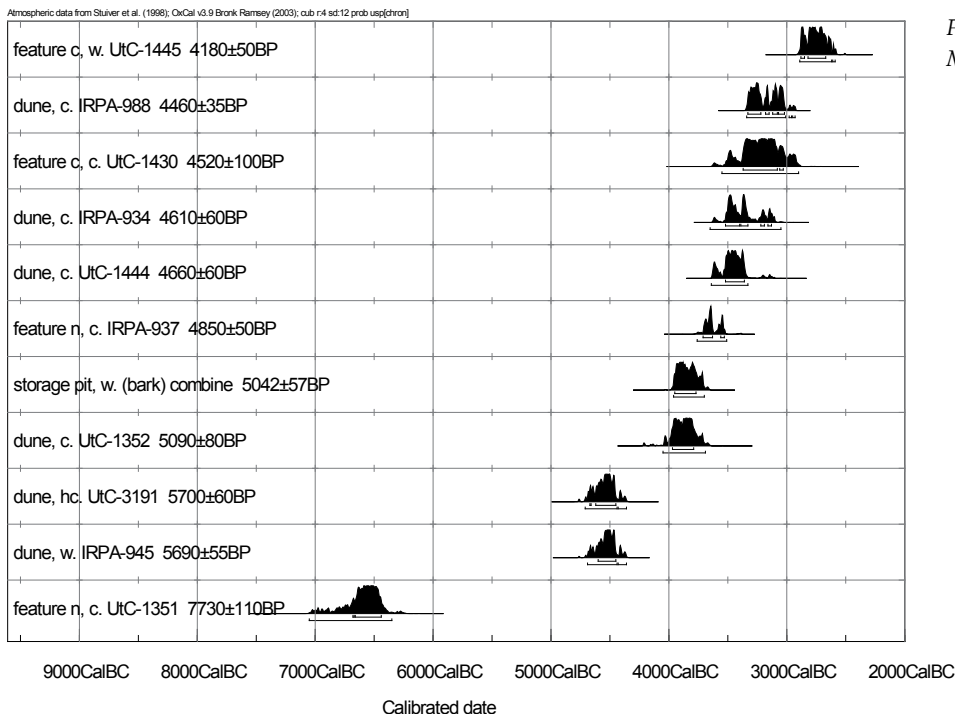 Atmospheric data from Stuiver et al. (1998); OxCal v3.9 Bronk Ramsey (2003); cub r:4 sd:12 prob usp[chron]
feature c, w. UtC-1445 4180±50BP
dune, c. IRPA-988 4460±35BP
feature c, c. UtC-1430 4520±100BP
dune, c. IRPA-934 4610±60BP
dune, c. UtC-1444 4660±60BP
feature n, c. IRPA-937 4850±50BP
storage pit, w. (bark) combine 5042±57BP
dune, c. UtC-1352 5090±80BP
dune, hc. UtC-3191 5700±60BP
dune, w. IRPA-945 5690±55BP
feature n, c. UtC-1351 7730±110BP
9000CalBC 8000CalBC 7000CalBC 6000CalBC 5000CalBC 4000CalBC 3000CalBC 2000CalBC
Calibrated date